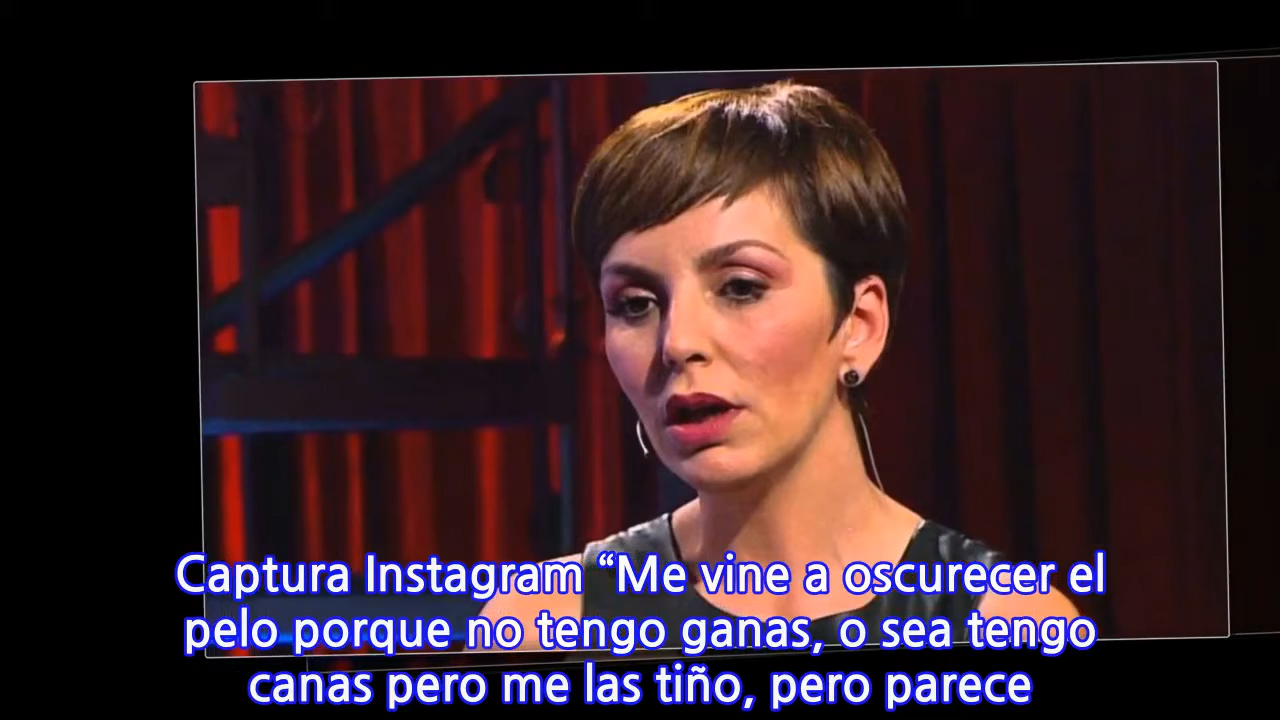 Captura Instagram “Me vine a oscurecer el
pelo porque no tengo ganas, o sea tengo
canas pero me las tiño, pero parece